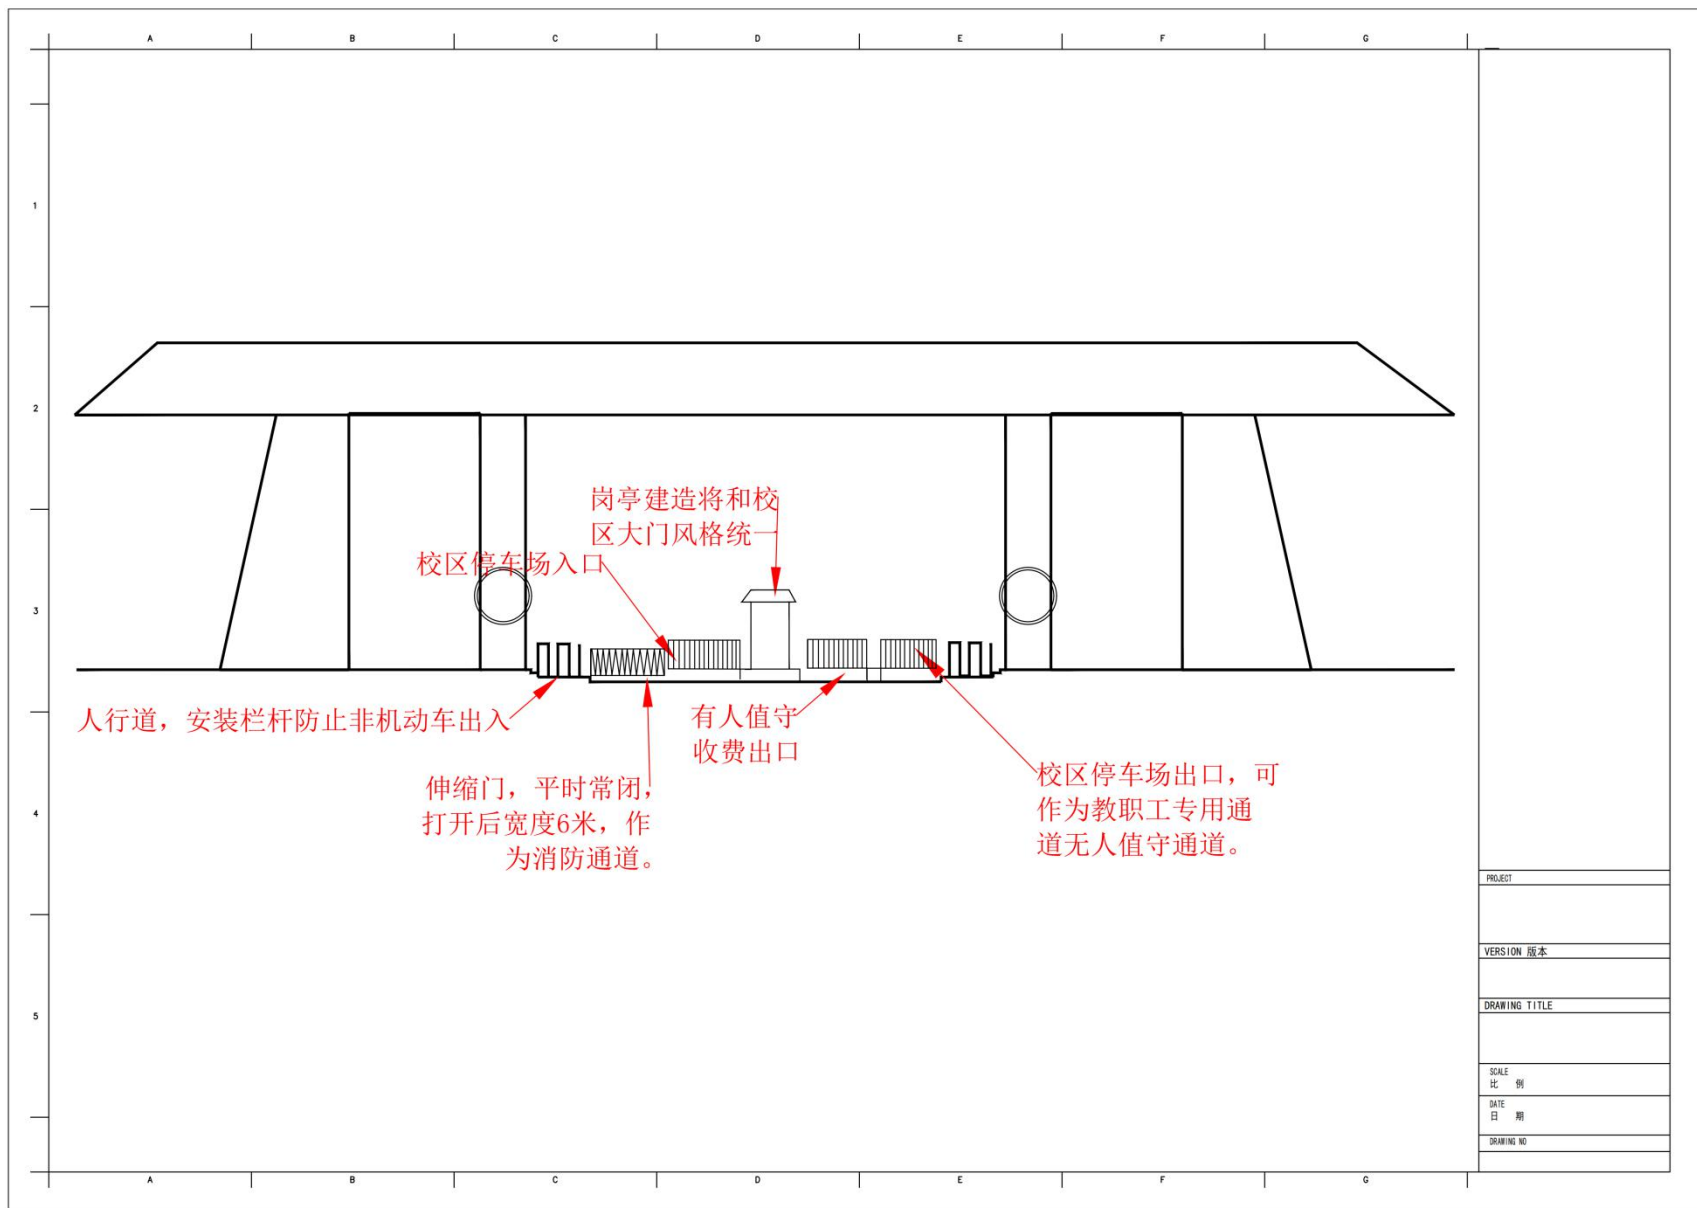 A B C D E F G
1
2
3
4
5
岗亭建造将和校
区大门风格统一
校区停车场入口
人行道，安装栏杆防止非机动车出入
有人值守
收费出口
伸缩门，平时常闭，
打开后宽度6米，作
为消防通道。
校区停车场出口，可
作为教职工专用通
道无人值守通道。
PROJECT
VERSION 版本
DRAWING TITLE
SCALE
比 例
DATE
日 期
DRAWING NO
A B C D E F G